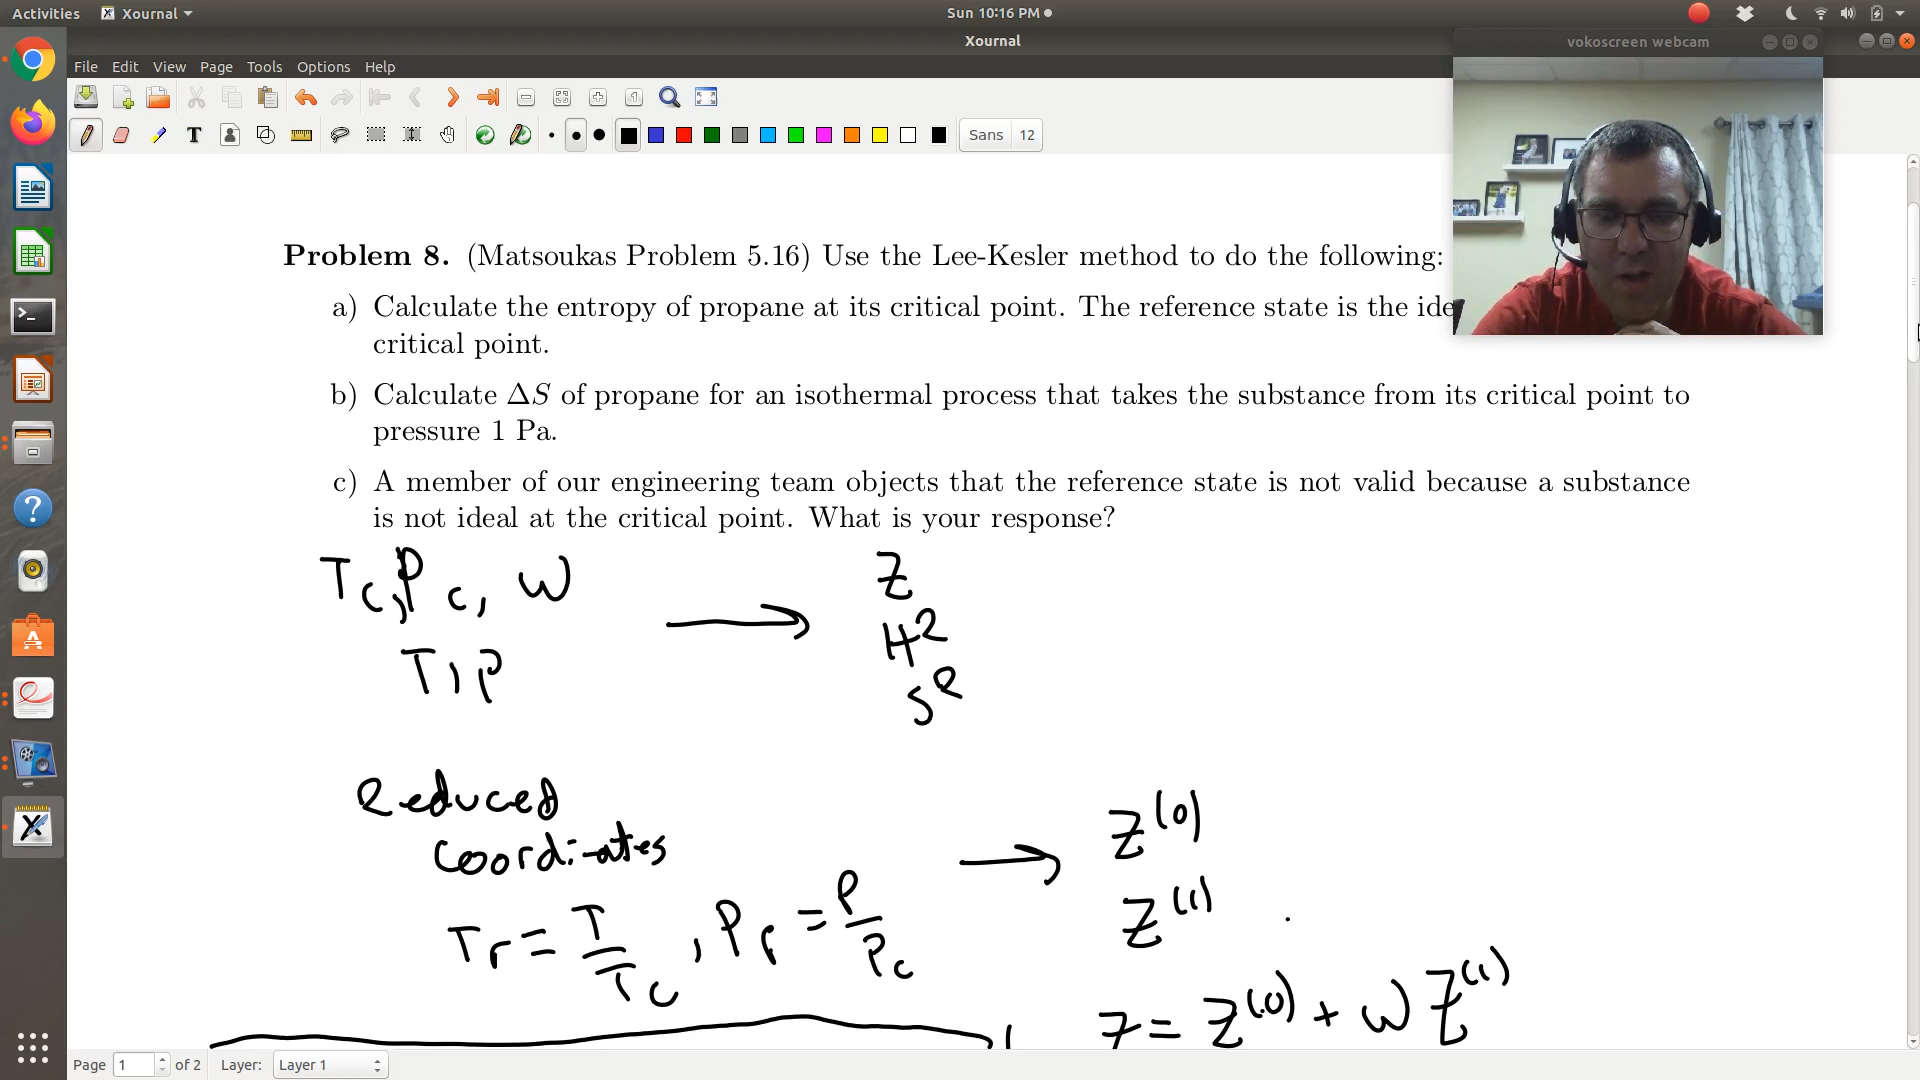 Activities Xournal Sun 10:16 PM
Xournal
vokoscreen webcam
File Edit View Page Tools Options Help
Sans 12
Problem 8. (Matsoukas Problem 5.16) Use the Lee-Kesler method to do the following:
a) Calculate the entropy of propane at its critical point. The reference state is the ide
critical point.
b) Calculate ΔS of propane for an isothermal process that takes the substance from its critical point to
pressure 1 Pa.
c) A member of our engineering team objects that the reference state is not valid because a substance
is not ideal at the critical point. What is your response?
Tc, Pc, ω → Z
H^R
T, P
S^R
Reduced
Coordinates → Z^(0)
Z^(1)
Tr = T/Tc, Pr = P/Pc
Z = Z^(0) + ω Z^(1)
Page 1 of 2 Layer: Layer 1